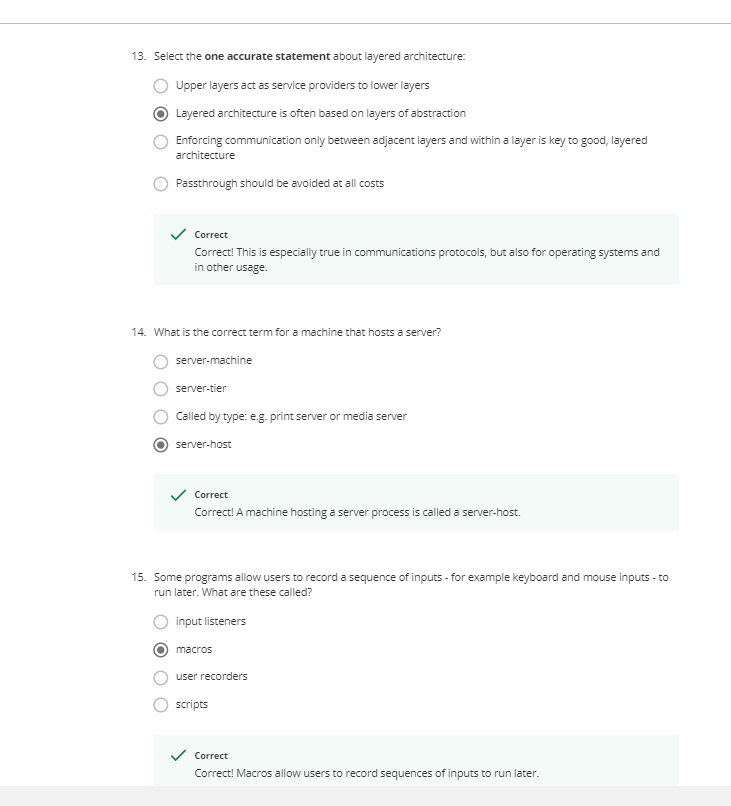 13. Select the one accurate statement about layered architecture:
Upper layers act as service providers to lower layers
Layered architecture is often based on layers of abstraction
Enforcing communication only between adjacent layers and within a layer is key to good, layered
architecture
Passthrough should be avoided at all costs
Correct
Correct! This is especially true in communications protocols, but also for operating systems and
in other usage.
14. What is the correct term for a machine that hosts a server?
server-machine
server-tier
Called by type: e.g. print server or media server
server-host
Correct
Correct! A machine hosting a server process is called a server-host.
15. Some programs allow users to record a sequence of inputs - for example keyboard and mouse inputs - to
run later. What are these called?
input listeners
macros
user recorders
scripts
Correct
Correct! Macros allow users to record sequences of inputs to run later.